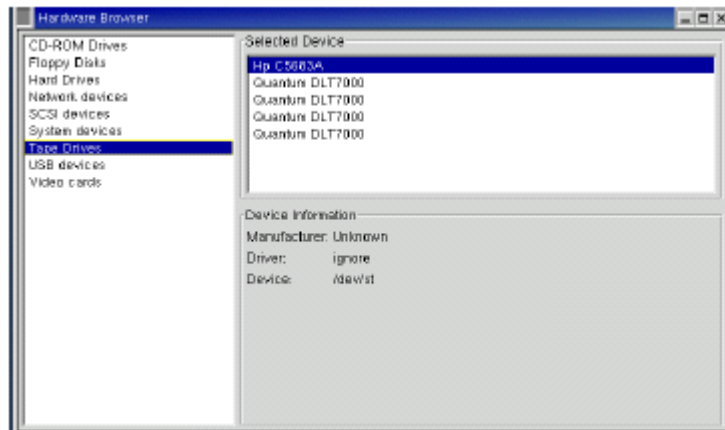 Hardware Browser
CD-ROM Drives
Floppy Disks
Hard Drives
Network devices
SCSI devices
System devices
Tape Drives
USB devices
Video cards
Selected Device
Hp C5683A
Quantum DLT7000
Quantum DLT7000
Quantum DLT7000
Quantum DLT7000
Device Information
Manufacturer: Unknown
Driver: ignore
Device: /dev/st